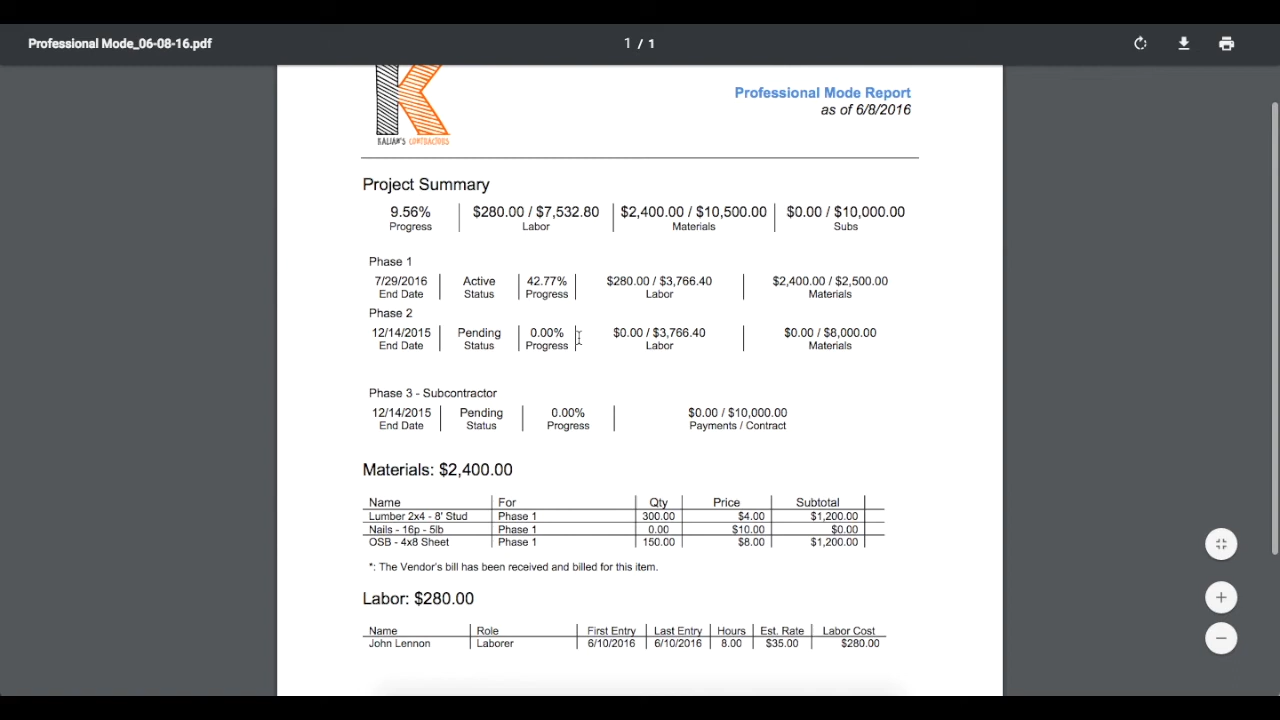 Professional Mode_06-08-16.pdf
1 / 1
K
KALIAN'S CONTRACTORS
Professional Mode Report
as of 6/8/2016
Project Summary
9.56% $280.00 / $7,532.80 $2,400.00 / $10,500.00 $0.00 / $10,000.00
Progress Labor Materials Subs
Phase 1
7/29/2016 Active 42.77% $280.00 / $3,766.40 $2,400.00 / $2,500.00
End Date Status Progress Labor Materials
Phase 2
12/14/2015 Pending 0.00% $0.00 / $3,766.40 $0.00 / $8,000.00
End Date Status Progress Labor Materials
Phase 3 - Subcontractor
12/14/2015 Pending 0.00% $0.00 / $10,000.00
End Date Status Progress Payments / Contract
Materials: $2,400.00
Name For Qty Price Subtotal
Lumber 2x4 - 8' Stud Phase 1 300.00 $4.00 $1,200.00
Nails - 16p - 5lb Phase 1 0.00 $10.00 $0.00
OSB - 4x8 Sheet Phase 1 150.00 $8.00 $1,200.00
*: The Vendor's bill has been received and billed for this item.
Labor: $280.00
Name Role First Entry Last Entry Hours Est. Rate Labor Cost
John Lennon Laborer 6/10/2016 6/10/2016 8.00 $35.00 $280.00